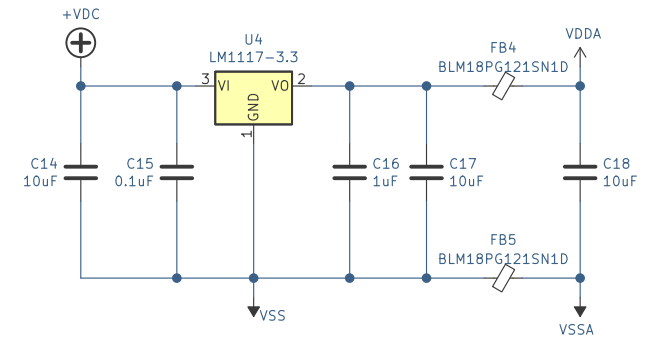 +VDC
U4
LM1117-3.3
3
VI
VO
2
GND
1
FB4
BLM18PG121SN1D
VDDA
C14
10uF
C15
0.1uF
C16
1uF
C17
10uF
C18
10uF
FB5
BLM18PG121SN1D
VSS
VSSA